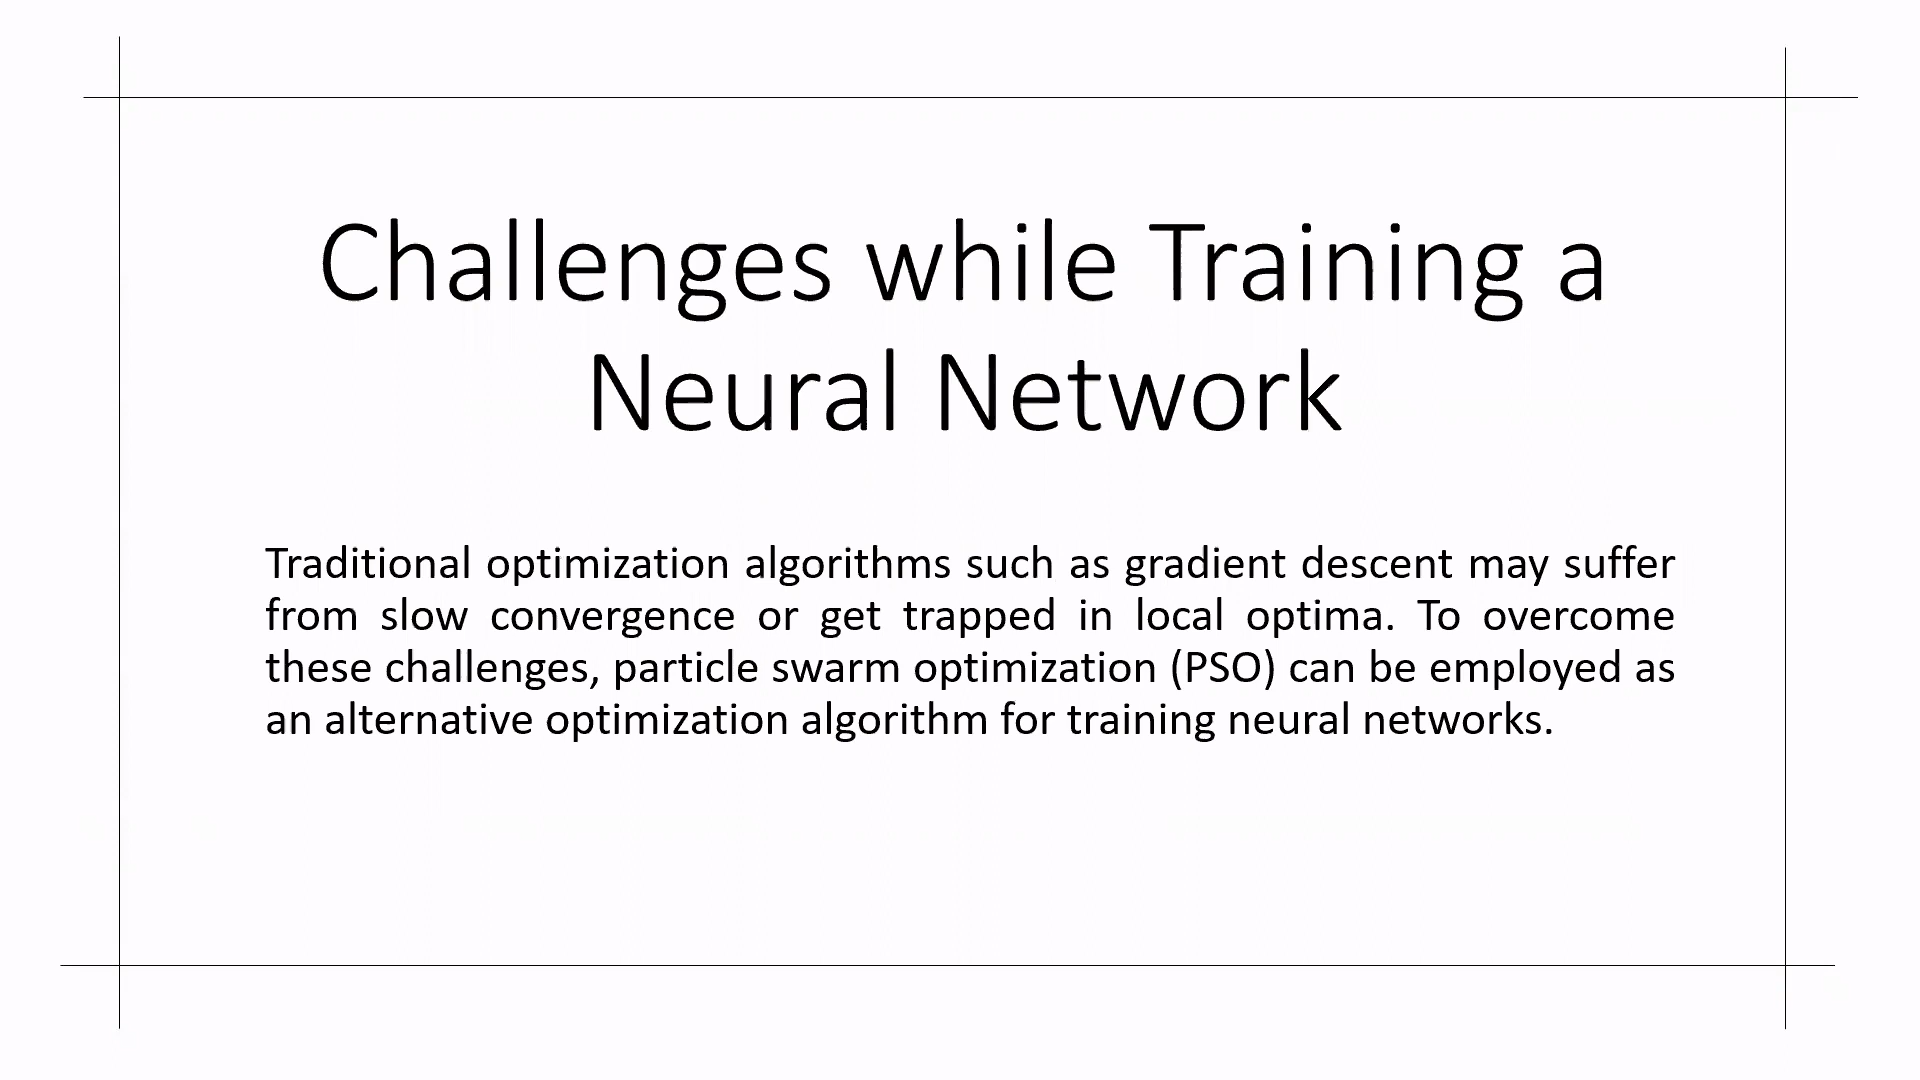 Challenges while Training a
Neural Network
Traditional optimization algorithms such as gradient descent may suffer
from slow convergence or get trapped in local optima. To overcome
these challenges, particle swarm optimization (PSO) can be employed as
an alternative optimization algorithm for training neural networks.